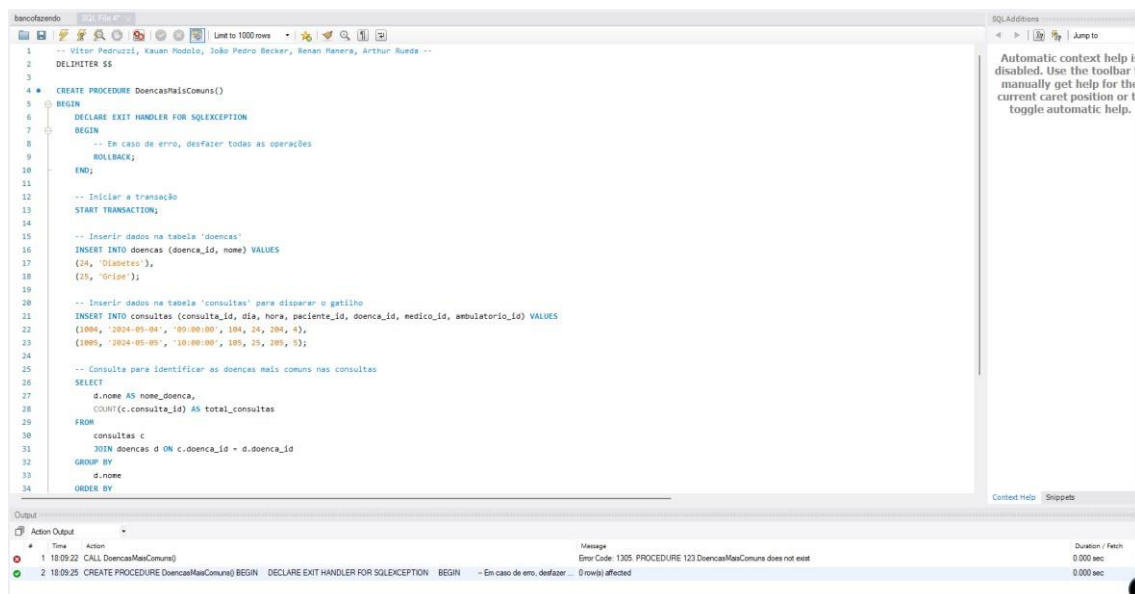 bancofazendo SQL File 4*
Limit to 1000 rows
1 -- Vitor Pedruzzi, Kauan Modolo, João Pedro Becker, Renan Manera, Arthur Rueda --
2 DELIMITER $$
3
4 CREATE PROCEDURE DoencasMaisComuns()
5 BEGIN
6 DECLARE EXIT HANDLER FOR SQLEXCEPTION
7 BEGIN
8 -- Em caso de erro, desfazer todas as operações
9 ROLLBACK;
10 END;
11
12 -- Iniciar a transação
13 START TRANSACTION;
14
15 -- Inserir dados na tabela 'doencas'
16 INSERT INTO doencas (doenca_id, nome) VALUES
17 (24, 'Diabetes'),
18 (25, 'Gripe');
19
20 -- Inserir dados na tabela 'consultas' para disparar o gatilho
21 INSERT INTO consultas (consulta_id, dia, hora, paciente_id, doenca_id, medico_id, ambulatorio_id) VALUES
22 (1004, '2024-05-04', '09:00:00', 104, 24, 204, 4),
23 (1005, '2024-05-05', '10:00:00', 105, 25, 205, 5);
24
25 -- Consulta para identificar as doenças mais comuns nas consultas
26 SELECT
27 d.nome AS nome_doenca,
28 COUNT(c.consulta_id) AS total_consultas
29 FROM
30 consultas c
31 JOIN doencas d ON c.doenca_id = d.doenca_id
32 GROUP BY
33 d.nome
34 ORDER BY
SQLAdditions
Jump to
Automatic context help is
disabled. Use the toolbar
manually get help for the
current caret position or
toggle automatic help.
Context Help Snippets
Output
Action Output
# Time Action Message Duration / Fetch
1 18:09:22 CALL DoencasMaisComuns() Error Code: 1305. PROCEDURE 123.DoencasMaisComuns does not exist 0.000 sec
2 18:09:25 CREATE PROCEDURE DoencasMaisComuns() BEGIN DECLARE EXIT HANDLER FOR SQLEXCEPTION BEGIN -- Em caso de erro, desfazer ... 0 row(s) affected 0.000 sec